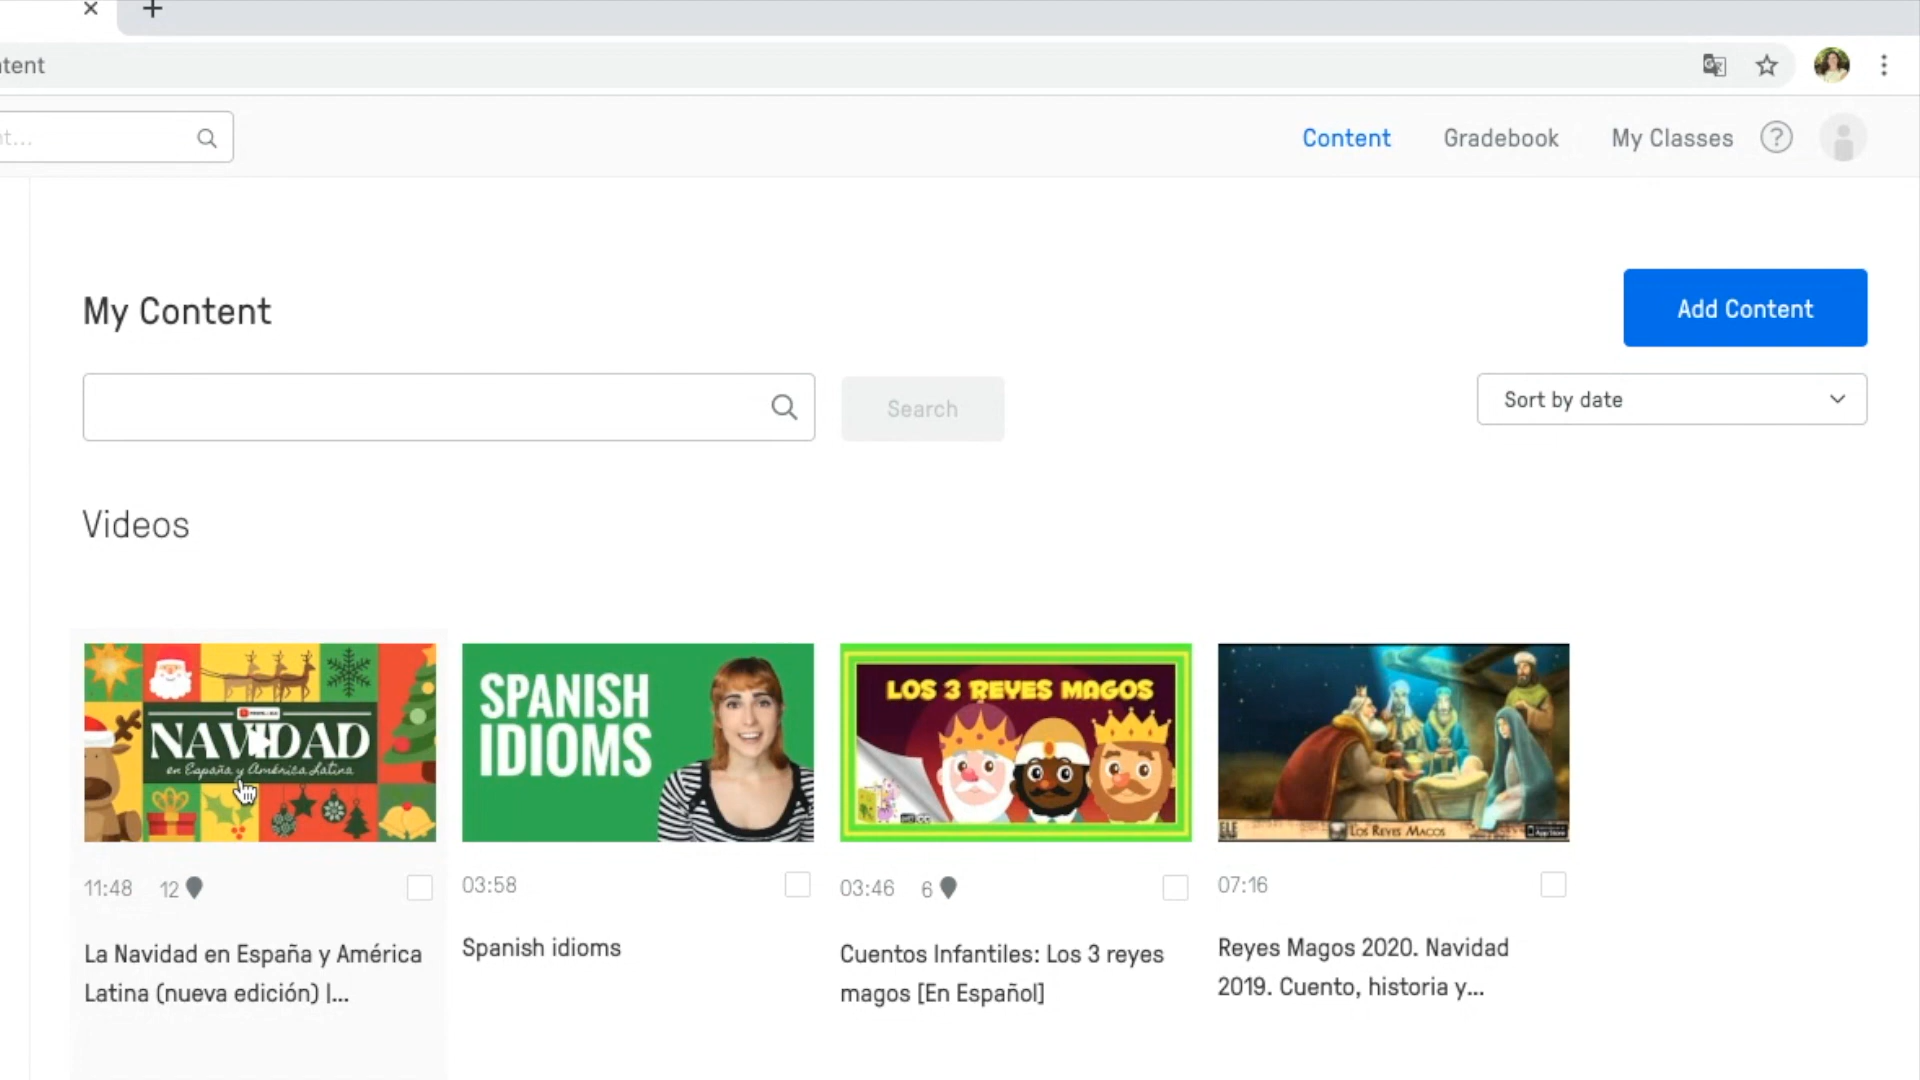 tent
t...
Content
Gradebook
My Classes
?
My Content
Add Content
Search
Sort by date
Videos
NAVIDAD
en España y América Latina
SPANISH
IDIOMS
LOS 3 REYES MAGOS
ELF
LOS REYES MAGOS
App Store
11:48
12
03:58
03:46
6
07:16
La Navidad en España y América
Latina (nueva edición) |...
Spanish idioms
Cuentos Infantiles: Los 3 reyes
magos [En Español]
Reyes Magos 2020. Navidad
2019. Cuento, historia y...